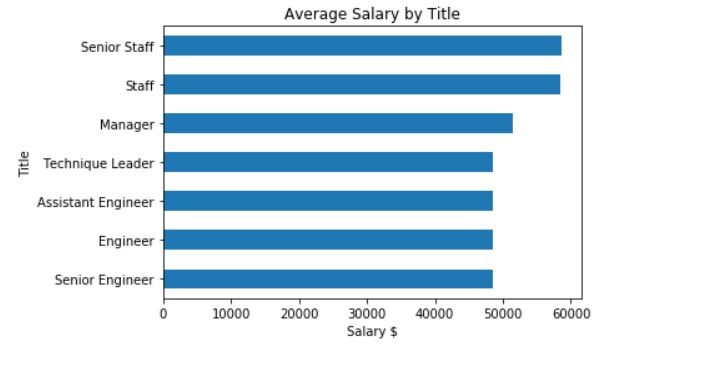 Average Salary by Title
Senior Staff
Staff
Manager
Technique Leader
Assistant Engineer
Engineer
Senior Engineer
Title
0 10000 20000 30000 40000 50000 60000
Salary $